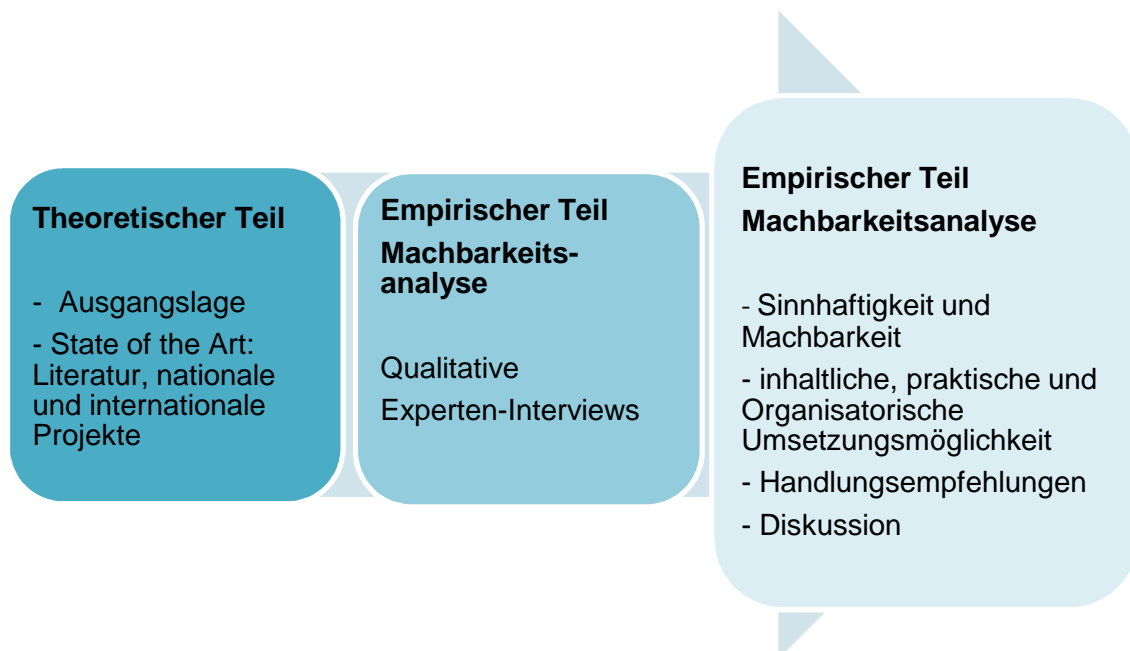 Theoretischer Teil
- Ausgangslage
- State of the Art:
Literatur, nationale
und internationale
Projekte
Empirischer Teil
Machbarkeits-
analyse
Qualitative
Experten-Interviews
Empirischer Teil
Machbarkeitsanalyse
- Sinnhaftigkeit und
Machbarkeit
- inhaltliche, praktische und
Organisatorische
Umsetzungsmöglichkeit
- Handlungsempfehlungen
- Diskussion